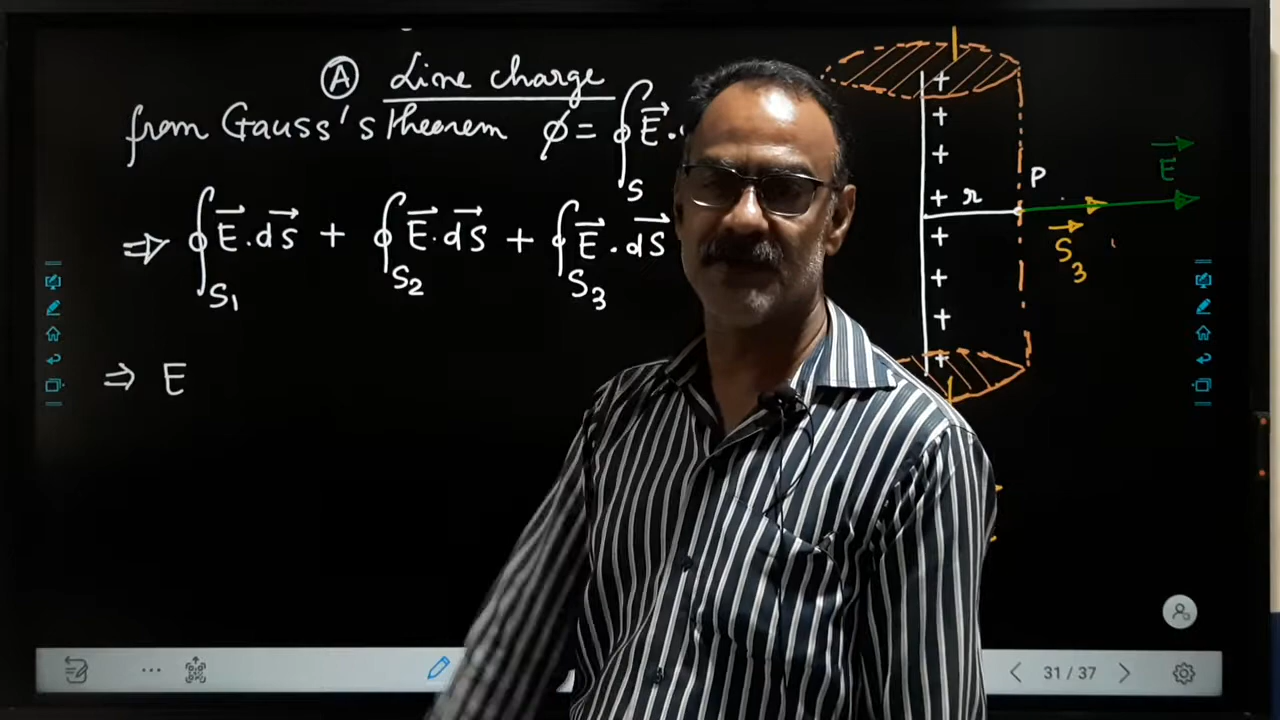 Ⓐ Line charge
from Gauss's Theorem ϕ = ∮S E⃗ .
⇒ ∮S1 E⃗ . dS⃗ + ∮S2 E⃗ . dS⃗ + ∮S3 E⃗ . dS⃗
⇒ E
+
+
+
+ r
+
+
+
+
P
E⃗
S⃗3
31 / 37